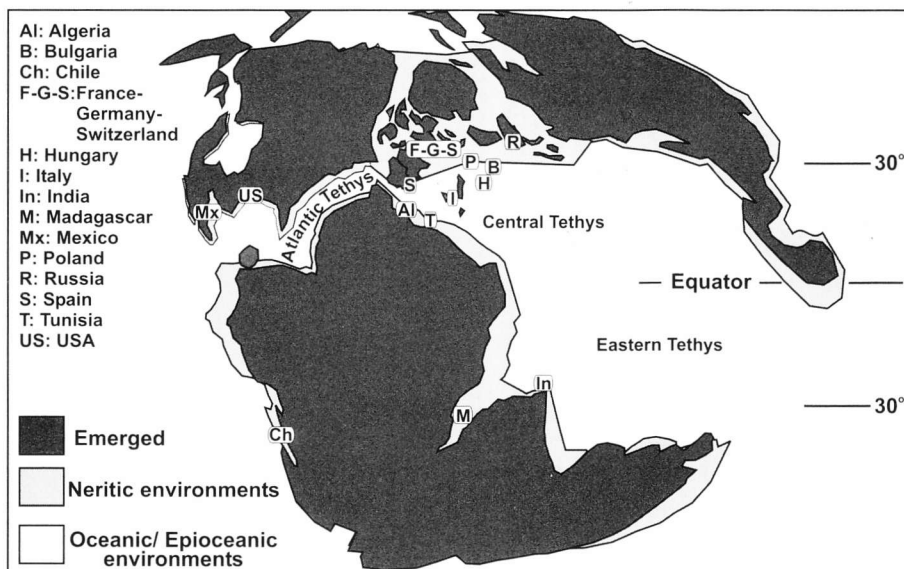 Al: Algeria
B: Bulgaria
Ch: Chile
F-G-S:France-
Germany-
Switzerland
H: Hungary
I: Italy
In: India
M: Madagascar
Mx: Mexico
P: Poland
R: Russia
S: Spain
T: Tunisia
US: USA
Emerged
Neritic environments
Oceanic/ Epioceanic
environments
Mx
US
Atlantic Tethys
F-G-S
R
P
B
H
S
I
Al
T
Central Tethys
30°
Equator
Eastern Tethys
In
M
Ch
30°